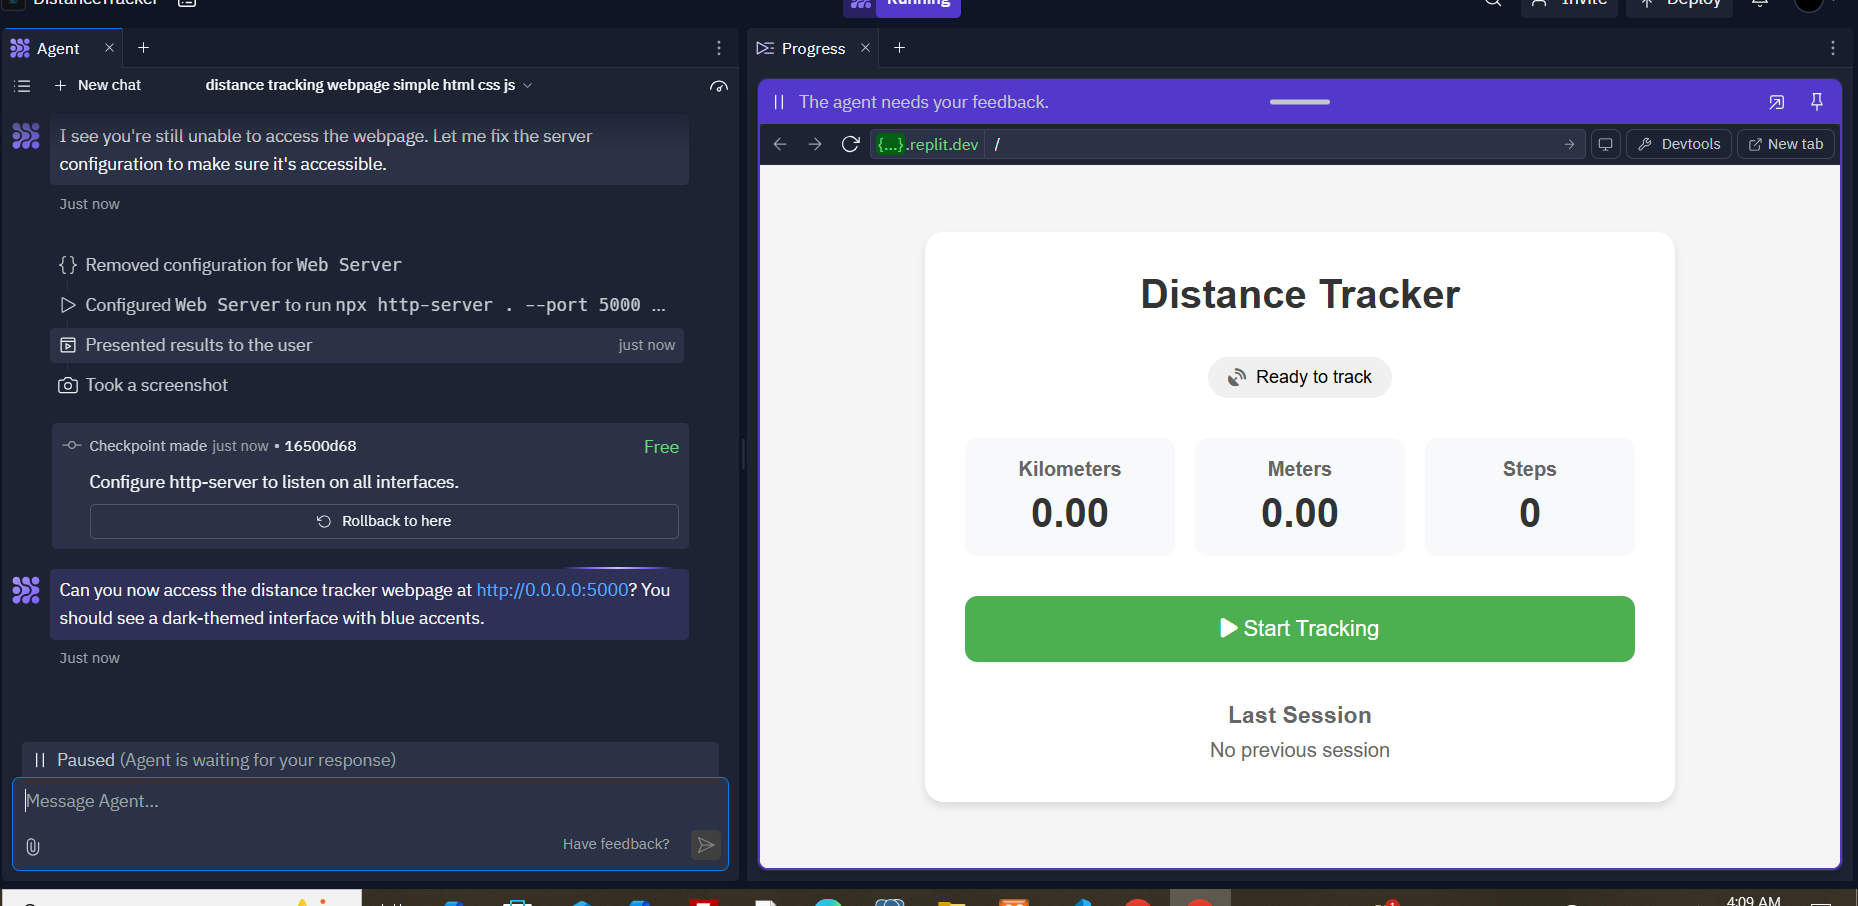 DistanceTracker
Running
Invite
Deploy
Agent
Progress
New chat
distance tracking webpage simple html css js
I see you're still unable to access the webpage. Let me fix the server
configuration to make sure it's accessible.
Just now
{} Removed configuration for Web Server
Configured Web Server to run npx http-server . --port 5000 ...
Presented results to the user
just now
Took a screenshot
Checkpoint made just now • 16500d68
Free
Configure http-server to listen on all interfaces.
Rollback to here
Can you now access the distance tracker webpage at http://0.0.0.0:5000? You
should see a dark-themed interface with blue accents.
Just now
Paused (Agent is waiting for your response)
Message Agent...
Have feedback?
The agent needs your feedback.
{...}.replit.dev /
Devtools
New tab
Distance Tracker
Ready to track
Kilometers
0.00
Meters
0.00
Steps
0
Start Tracking
Last Session
No previous session
1
4:09 AM